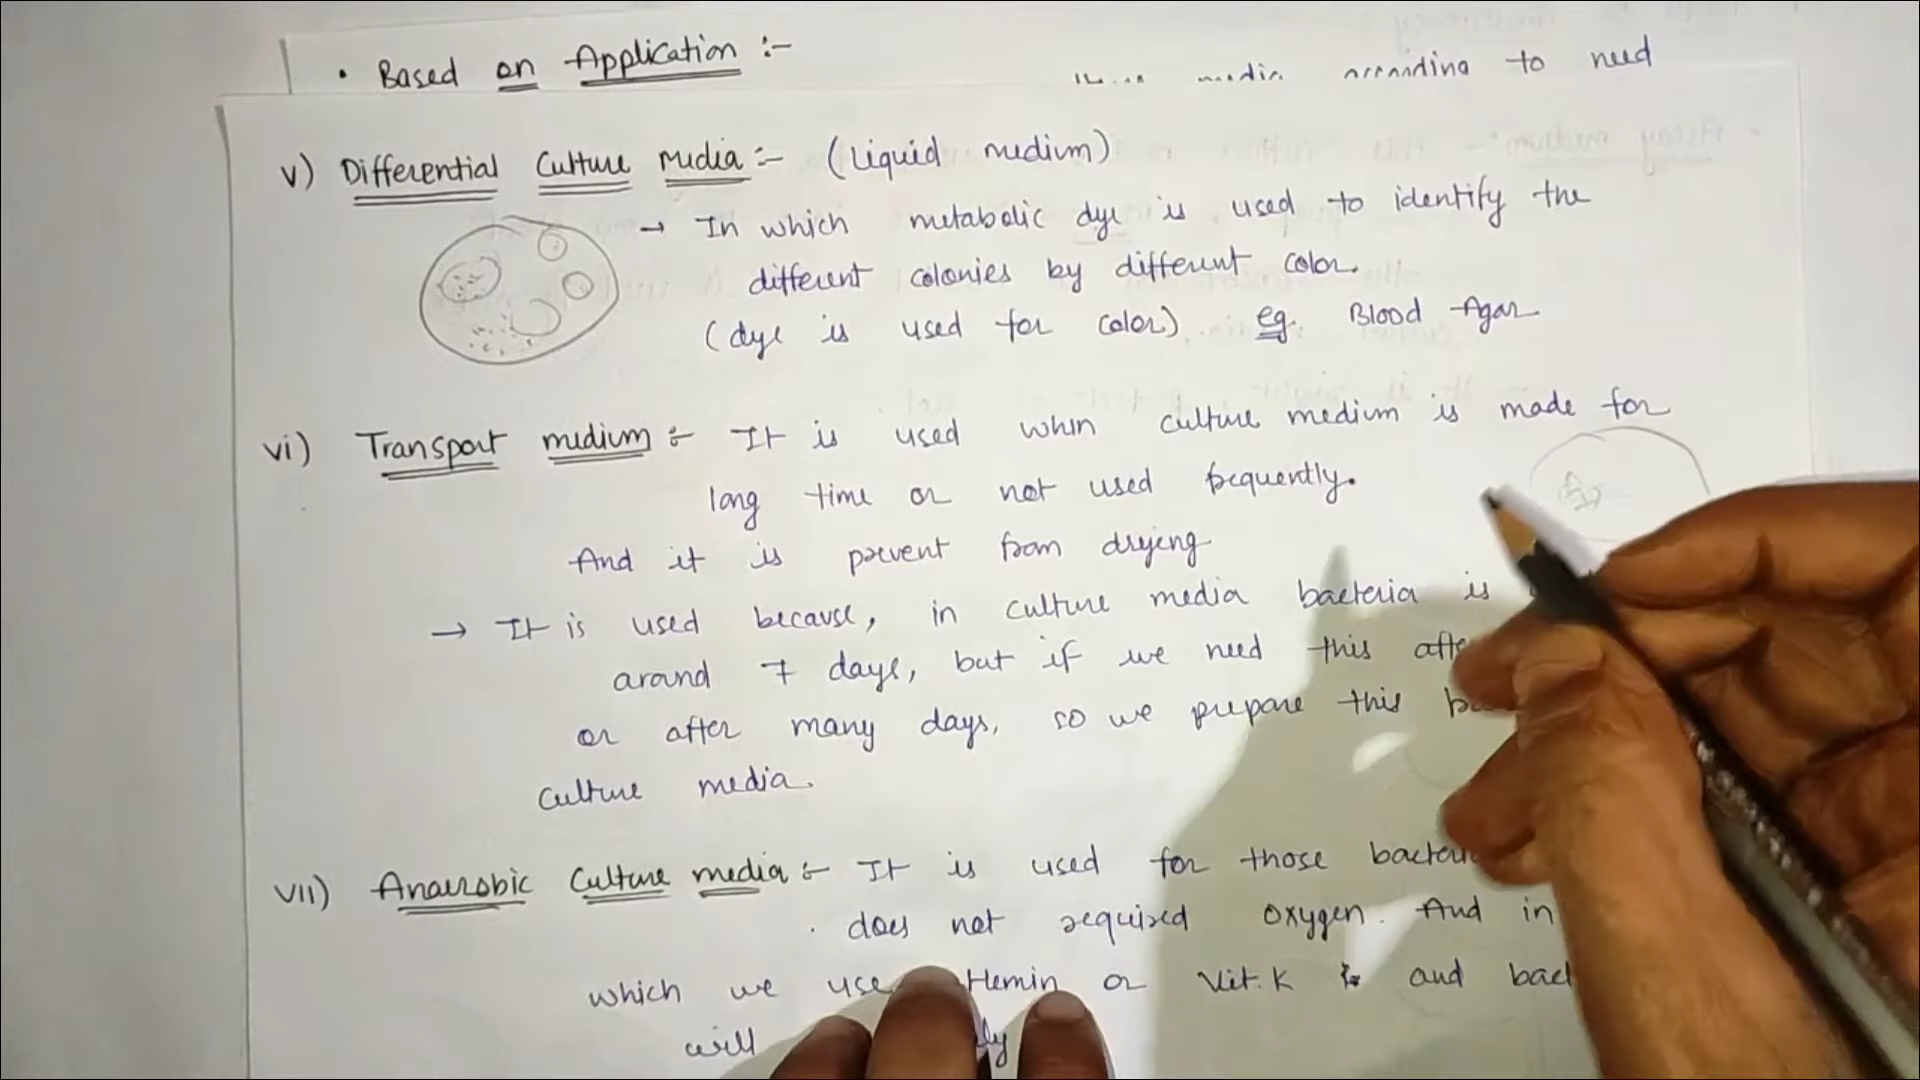 • Based on Application :-
according to need
v) Differential Culture Media :- (Liquid medium)
→ In which metabolic dye is used to identify the
different colonies by different color.
(dye is used for color) eg. Blood Agar
vi) Transport medium :- It is used when culture medium is made for
long time or not used frequently.
And it is prevent from drying
→ It is used because, in culture media bacteria is
around 7 days, but if we need this
or after many days, so we prepare this
culture media.
vii) Anaerobic Culture media :- It is used for those
does not required oxygen. And in
which we use Hemin or Vit. K and
will